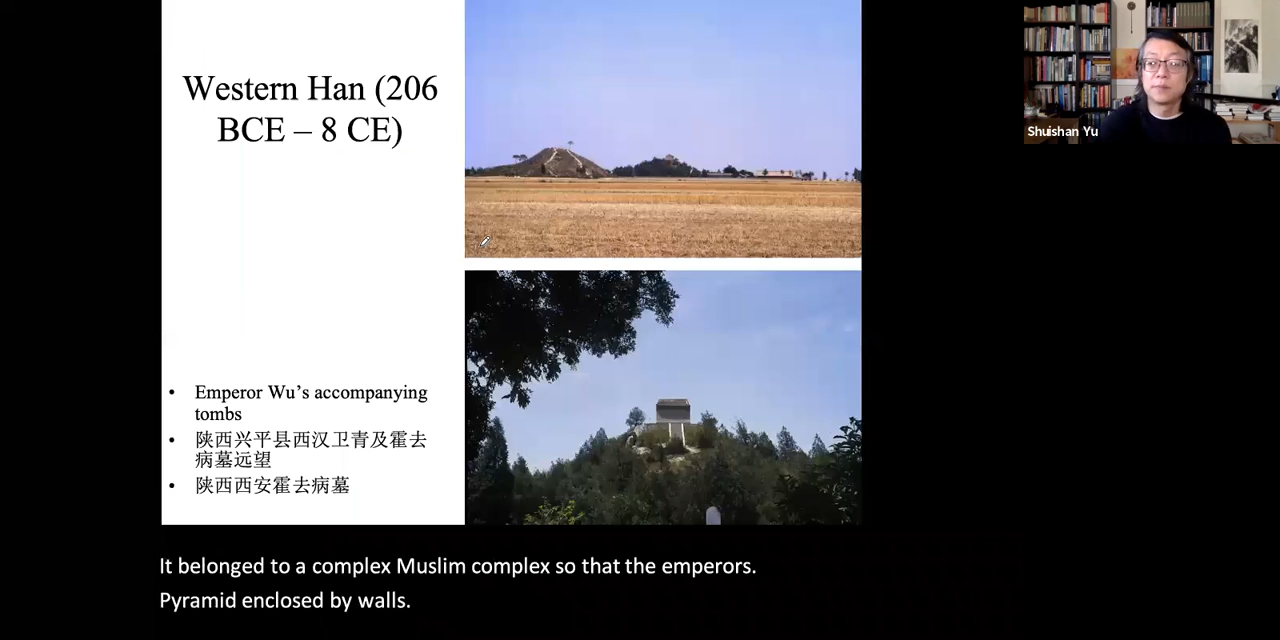 Western Han (206
BCE – 8 CE)
• Emperor Wu’s accompanying
tombs
• 陕西兴平县西汉卫青及霍去
病墓远望
• 陕西西安霍去病墓
Shuishan Yu
It belonged to a complex Muslim complex so that the emperors.
Pyramid enclosed by walls.